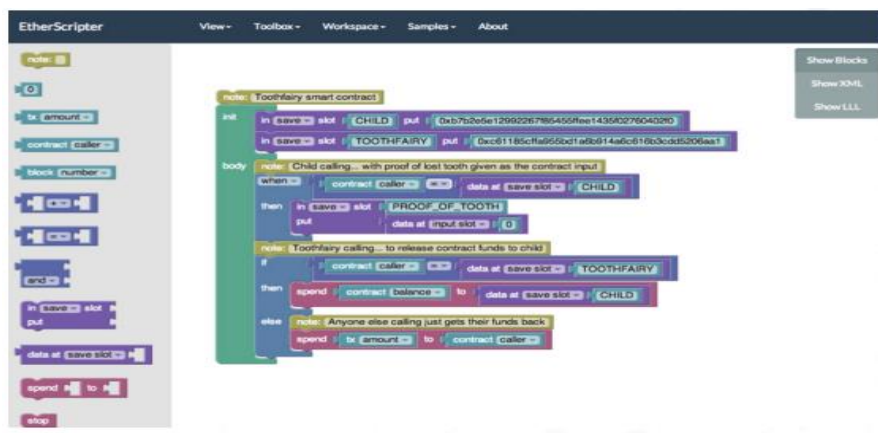 EtherScripter View Toolbox Workspace Samples About
note:
0
tx amount
contract caller
block number
+
=
and
in save slot
put
data at save slot
spend to
stop
note: Toothfairy smart contract
init in save slot CHILD put
in save slot TOOTHFAIRY put
body note: Child calling... with proof of lost tooth given as the contract input
when contract caller = data at save slot CHILD
then in save slot PROOF_OF_TOOTH
put data at input slot 0
note: Toothfairy calling... to release contract funds to child
if contract caller = data at save slot TOOTHFAIRY
then spend contract balance to data at save slot CHILD
else note: Anyone else calling just gets their funds back
spend tx amount to contract caller
Show Blocks
Show XML
Show LLL